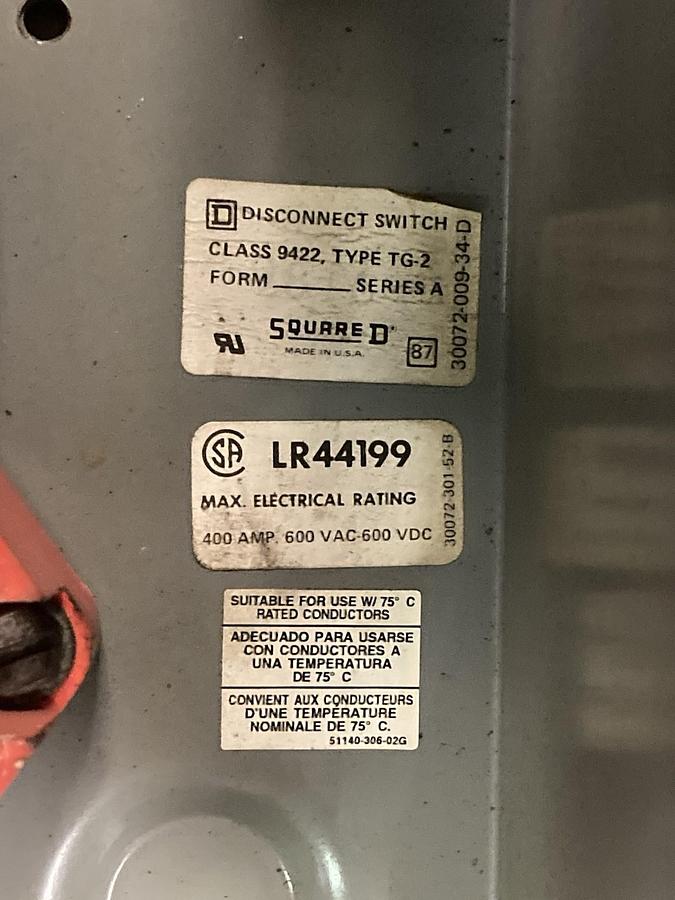 D DISCONNECT SWITCH
CLASS 9422, TYPE TG-2
FORM ________ SERIES A
SQUARE D
MADE IN U.S.A.
87
30072-009-34-D
SA LR44199
MAX. ELECTRICAL RATING
400 AMP. 600 VAC-600 VDC
30072-301-52-B
SUITABLE FOR USE W/ 75° C
RATED CONDUCTORS
ADECUADO PARA USARSE
CON CONDUCTORES A
UNA TEMPERATURA
DE 75° C
CONVIENT AUX CONDUCTEURS
D'UNE TEMPÉRATURE
NOMINALE DE 75° C.
51140-306-02G